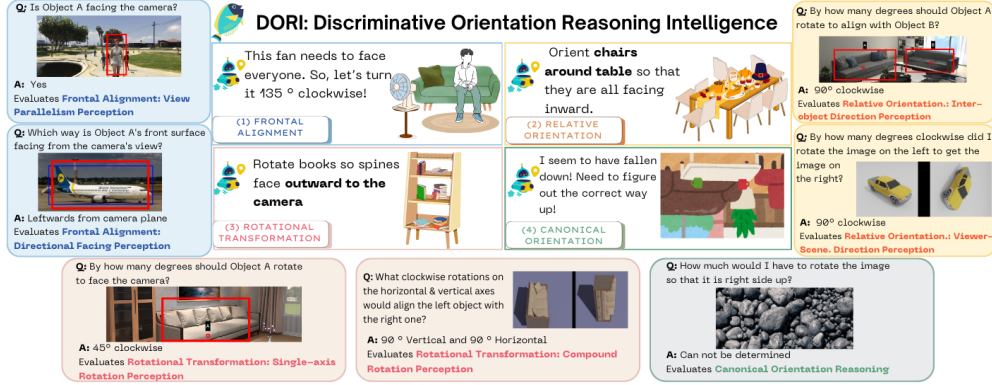 DORI: Discriminative Orientation Reasoning Intelligence
Q: Is Object A facing the camera?
A: Yes
Evaluates Frontal Alignment: View
Parallelism Perception
Q: Which way is Object A's front surface
facing from the camera's view?
A: Leftwards from camera plane
Evaluates Frontal Alignment:
Directional Facing Perception
This fan needs to face
everyone. So, let's turn
it 135 ° clockwise!
(1) FRONTAL
ALIGNMENT
Orient chairs
around table so that
they are all facing
inward.
(2) RELATIVE
ORIENTATION
Rotate books so spines
face outward to the
camera
(3) ROTATIONAL
TRANSFORMATION
I seem to have fallen
down! Need to figure
out the correct way
up!
(4) CANONICAL
ORIENTATION
Q: By how many degrees should Object A
rotate to align with Object B?
A: 90° clockwise
Evaluates Relative Orientation.: Inter-
object Direction Perception
Q: By how many degrees clockwise did I
rotate the image on the left to get the
image on
the right?
A: 90° clockwise
Evaluates Relative Orientation.: Viewer-
Scene. Direction Perception
Q: By how many degrees should Object A rotate
to face the camera?
A: 45° clockwise
Evaluates Rotational Transformation: Single-axis
Rotation Perception
Q: What clockwise rotations on
the horizontal & vertical axes
would align the left object with
the right one?
A: 90 ° Vertical and 90 ° Horizontal
Evaluates Rotational Transformation: Compound
Rotation Perception
Q: How much would I have to rotate the image
so that it is right side up?
A: Can not be determined
Evaluates Canonical Orientation Reasoning